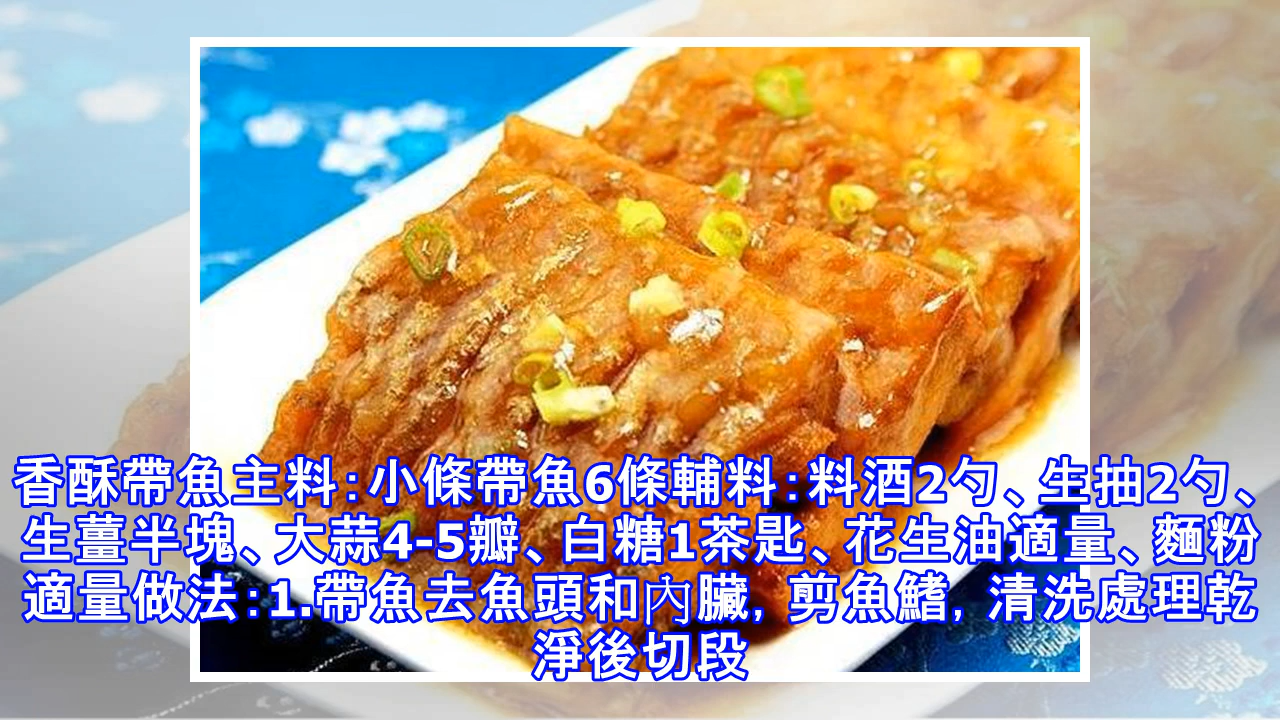 香酥帶魚主料：小條帶魚6條輔料：料酒2勺、生抽2勺、
生薑半塊、大蒜4-5瓣、白糖1茶匙、花生油適量、麵粉
適量做法：1.帶魚去魚頭和內臟，剪魚鰭，清洗處理乾
淨後切段